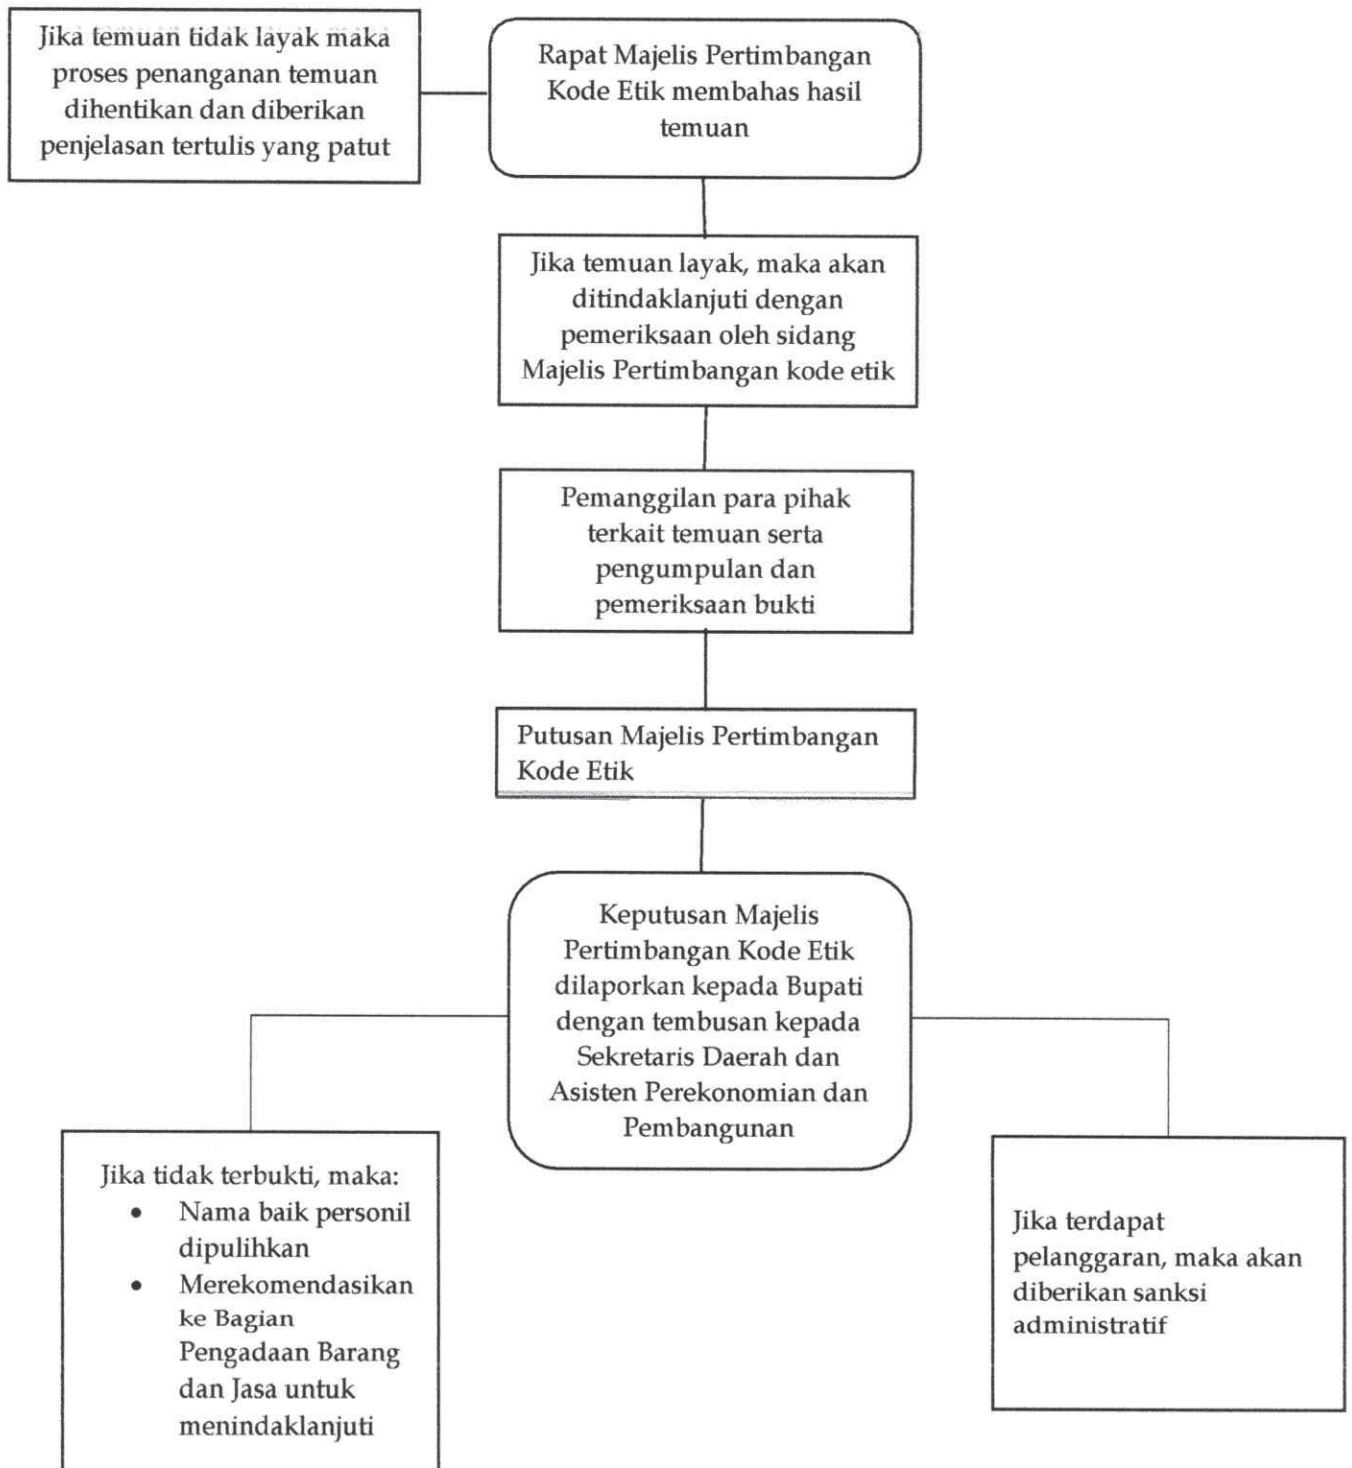 Jika temuan tidak layak maka
proses penanganan temuan
dihentikan dan diberikan
penjelasan tertulis yang patut
Rapat Majelis Pertimbangan
Kode Etik membahas hasil
temuan
Jika temuan layak, maka akan
ditindaklanjuti dengan
pemeriksaan oleh sidang
Majelis Pertimbangan kode etik
Pemanggilan para pihak
terkait temuan serta
pengumpulan dan
pemeriksaan bukti
Putusan Majelis Pertimbangan
Kode Etik
Keputusan Majelis
Pertimbangan Kode Etik
dilaporkan kepada Bupati
dengan tembusan kepada
Sekretaris Daerah dan
Asisten Perekonomian dan
Pembangunan
Jika tidak terbukti, maka:
• Nama baik personil
dipulihkan
• Merekomendasikan
ke Bagian
Pengadaan Barang
dan Jasa untuk
menindaklanjuti
Jika terdapat
pelanggaran, maka akan
diberikan sanksi
administratif